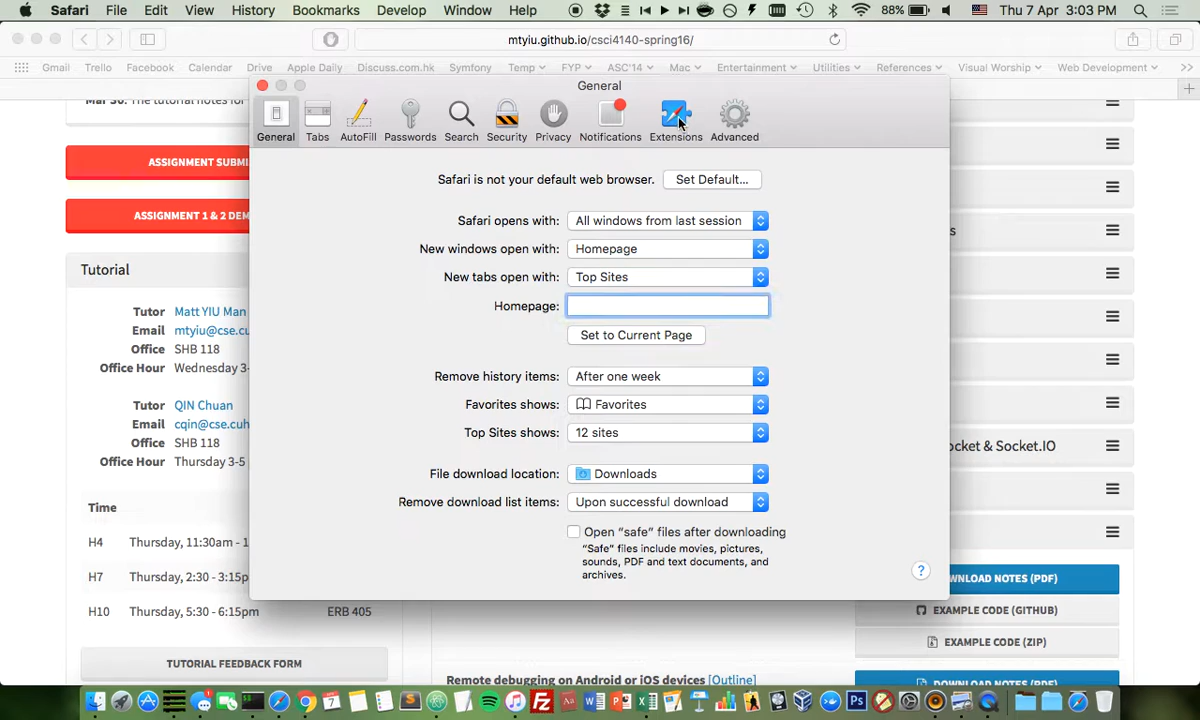 Safari File Edit View History Bookmarks Develop Window Help 88% Thu 7 Apr 3:03 PM
mtyiu.github.io/csci4140-spring16/
Gmail Trello Facebook Calendar Drive Apple Daily Discuss.com.hk Symfony Temp FYP ASC'14 Mac Entertainment Utilities References Visual Worship Web Development >>
General
General Tabs AutoFill Passwords Search Security Privacy Notifications Extensions Advanced
Mar 30: The tutorial notes for
ASSIGNMENT SUBMI
ASSIGNMENT 1 & 2 DEM
Tutorial
Tutor Matt YIU Man
Email mtyiu@cse.cu
Office SHB 118
Office Hour Wednesday 3-
Tutor QIN Chuan
Email cqin@cse.cuh
Office SHB 118
Office Hour Thursday 3-5
Time
H4 Thursday, 11:30am - 1
H7 Thursday, 2:30 - 3:15p
H10 Thursday, 5:30 - 6:15pm ERB 405
TUTORIAL FEEDBACK FORM
Safari is not your default web browser. Set Default...
Safari opens with: All windows from last session
New windows open with: Homepage
New tabs open with: Top Sites
Homepage:
Set to Current Page
Remove history items: After one week
Favorites shows: Favorites
Top Sites shows: 12 sites
File download location: Downloads
Remove download list items: Upon successful download
Open “safe” files after downloading
“Safe” files include movies, pictures,
sounds, PDF and text documents, and
archives.
?
s
ocket & Socket.IO
WNLOAD NOTES (PDF)
EXAMPLE CODE (GITHUB)
EXAMPLE CODE (ZIP)
DOWNLOAD NOTES (PDF)
Remote debugging on Android or iOS devices [Outline]